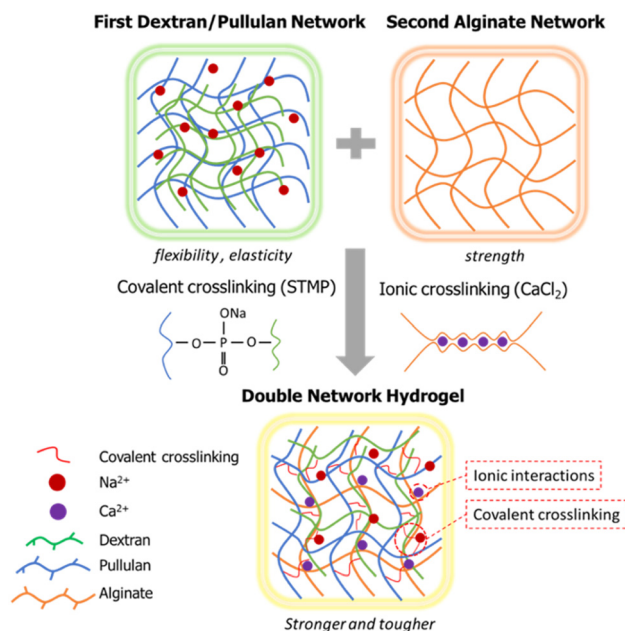 First Dextran/Pullulan Network
Second Alginate Network
flexibility, elasticity
strength
Covalent crosslinking (STMP)
Ionic crosslinking (CaCl₂)
ONa
O P O
O
Double Network Hydrogel
Covalent crosslinking
Na²⁺
Ca²⁺
Dextran
Pullulan
Alginate
Ionic interactions
Covalent crosslinking
Stronger and tougher